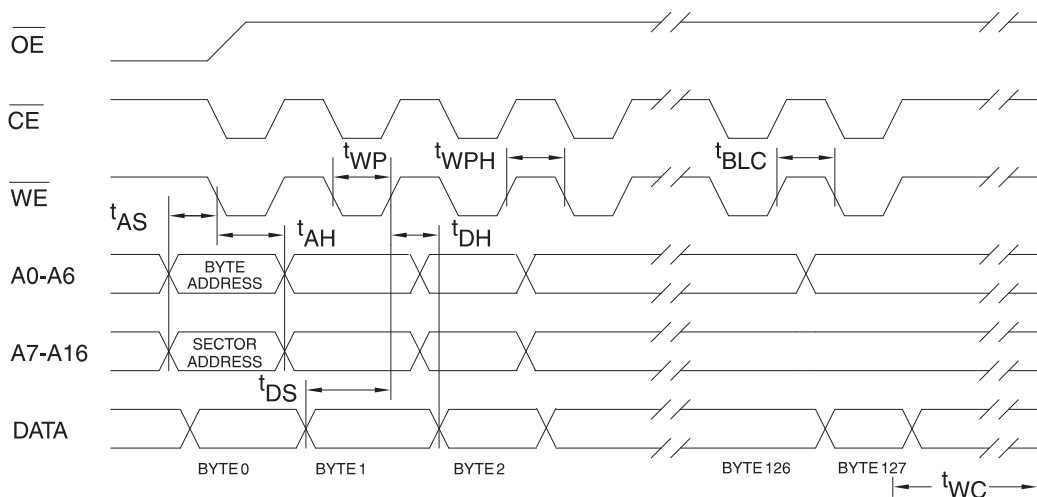 OE
CE
tWP
tWPH
tBLC
WE
tAS
tAH
tDH
A0-A6
BYTE
ADDRESS
A7-A16
SECTOR
ADDRESS
tDS
DATA
BYTE 0
BYTE 1
BYTE 2
BYTE 126
BYTE 127
tWC